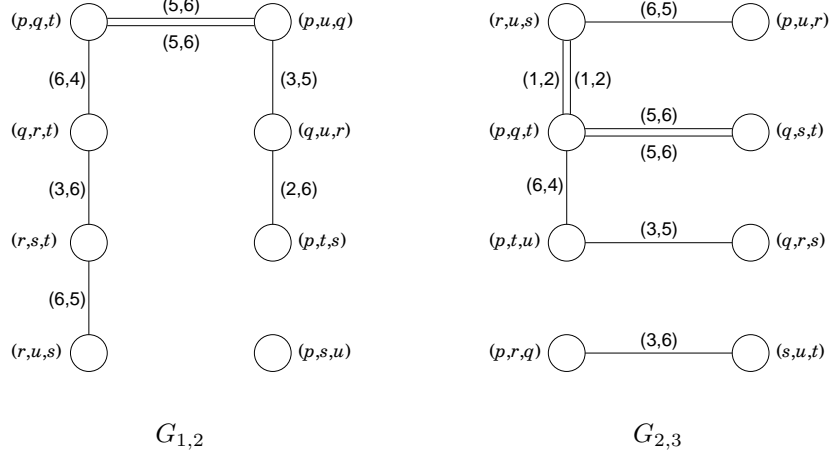 (5,6)
(p,q,t) (p,u,q)
(5,6)
(6,4) (3,5)
(q,r,t) (q,u,r)
(3,6) (2,6)
(r,s,t) (p,t,s)
(6,5)
(r,u,s) (p,s,u)
G1,2
(6,5)
(r,u,s) (p,u,r)
(1,2) (1,2)
(5,6)
(p,q,t) (q,s,t)
(5,6)
(6,4)
(3,5)
(p,t,u) (q,r,s)
(3,6)
(p,r,q) (s,u,t)
G2,3